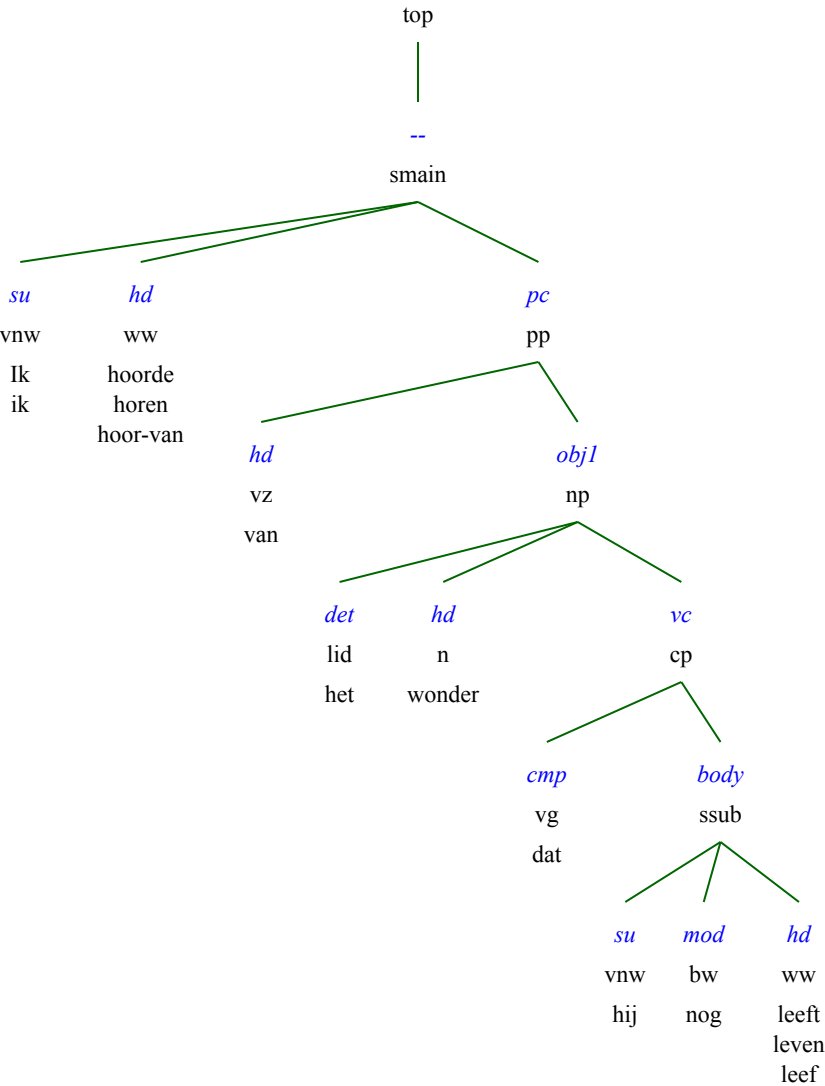 top
--
smain
su hd pc
vnw ww pp
Ik hoorde
ik horen
hoor-van
hd obj1
vz np
van
det hd vc
lid n cp
het wonder
cmp body
vg ssub
dat
su mod hd
vnw bw ww
hij nog leeft
leven
leef